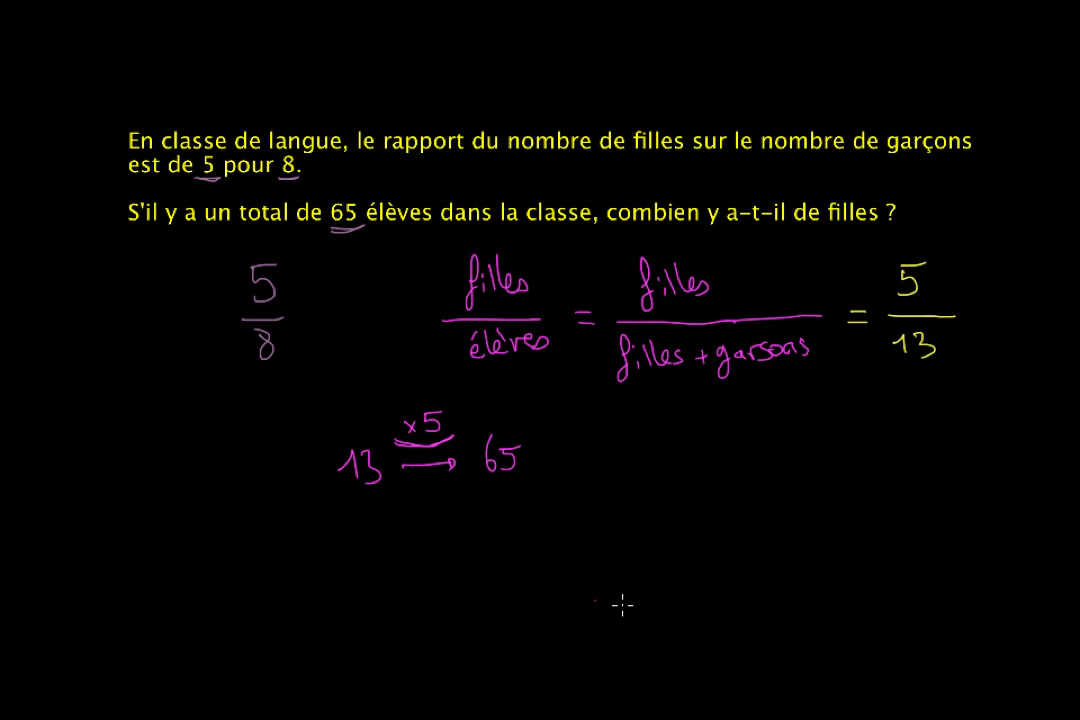 En classe de langue, le rapport du nombre de filles sur le nombre de garçons
est de 5 pour 8.
S'il y a un total de 65 élèves dans la classe, combien y a-t-il de filles ?
5
8
filles
élèves
=
filles
filles + garsons
=
5
13
x5
13 → 65